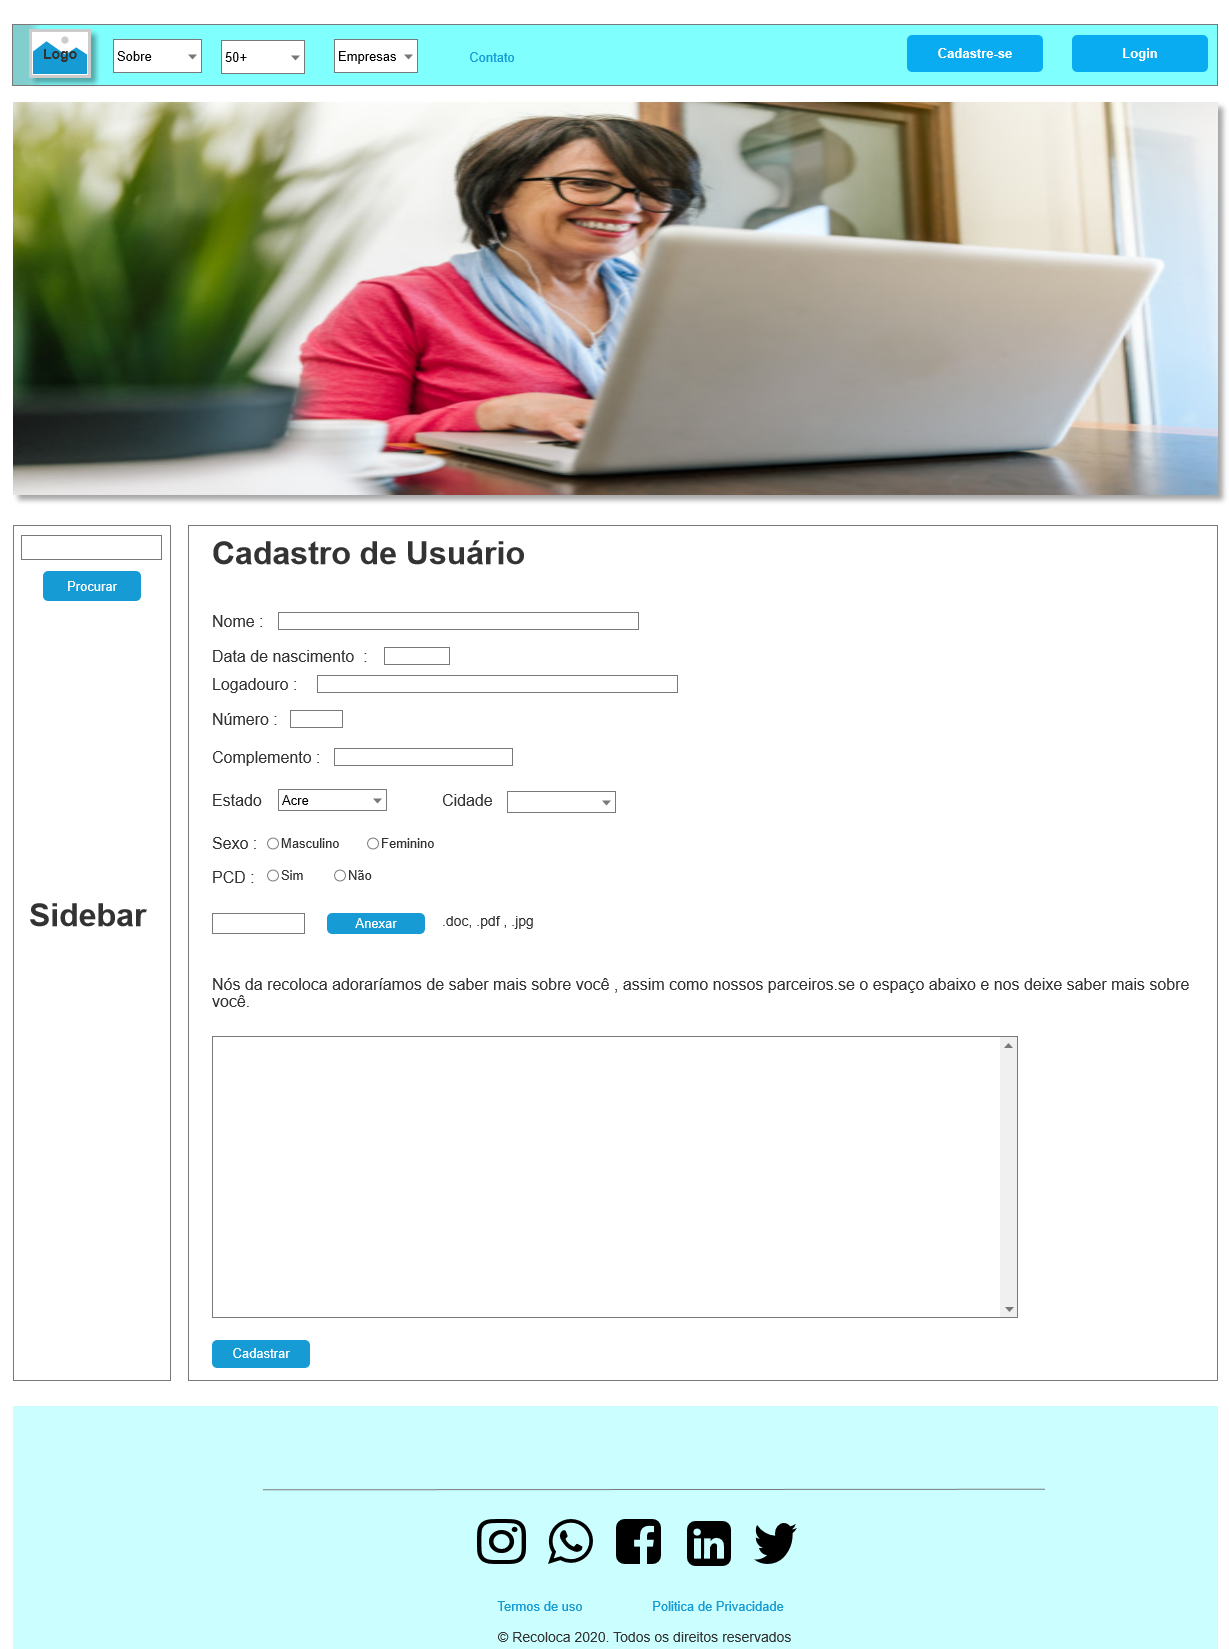 Logo
Sobre
50+
Empresas
Contato
Cadastre-se
Login
Procurar
Sidebar
Cadastro de Usuário
Nome :
Data de nascimento :
Logadouro :
Número :
Complemento :
Estado Acre Cidade
Sexo : Masculino Feminino
PCD : Sim Não
Anexar .doc, .pdf , .jpg
Nós da recoloca adoraríamos de saber mais sobre você , assim como nossos parceiros.se o espaço abaixo e nos deixe saber mais sobre
você.
Cadastrar
Termos de uso Politica de Privacidade
© Recoloca 2020. Todos os direitos reservados